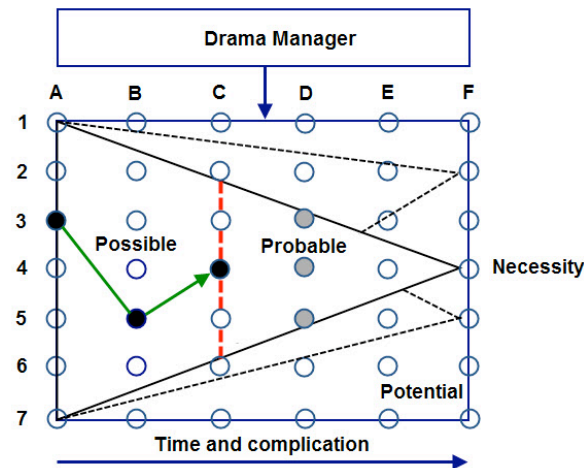 Drama Manager
A B C D E F
1
2
3
Possible Probable
4
Necessity
5
6
Potential
7
Time and complication